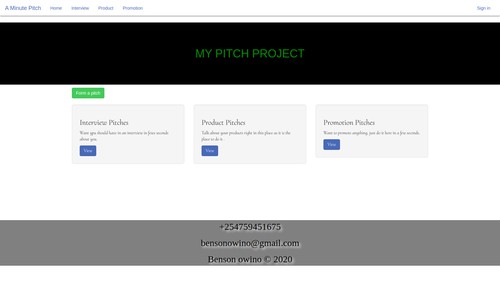 A Minute Pitch Home Interview Product Promotion Sign in
MY PITCH PROJECT
Form a pitch
Interview Pitches
Want you should have in an interview in four seconds
about you.
View
Product Pitches
Talk about your products right in this place as it is the
place to do it.
View
Promotion Pitches
Want to promote anything, just do it here in a few seconds.
View
+254759451675
bensonowino@gmail.com
Benson owino © 2020